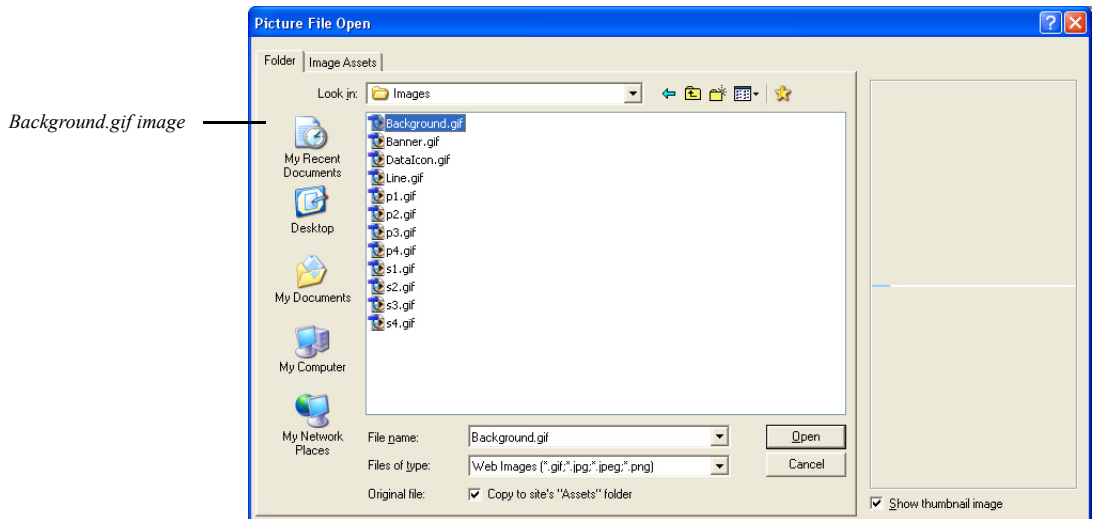 Picture File Open
Folder
Image Assets
Look in:
Images
Background.gif image
My Recent
Documents
Desktop
My Documents
My Computer
My Network
Places
Background.gif
Banner.gif
DataIcon.gif
Line.gif
p1.gif
p2.gif
p3.gif
p4.gif
s1.gif
s2.gif
s3.gif
s4.gif
File name:
Background.gif
Open
Files of type:
Web Images (*.gif;*.jpg;*.jpeg;*.png)
Cancel
Original file:
Copy to site's "Assets" folder
Show thumbnail image